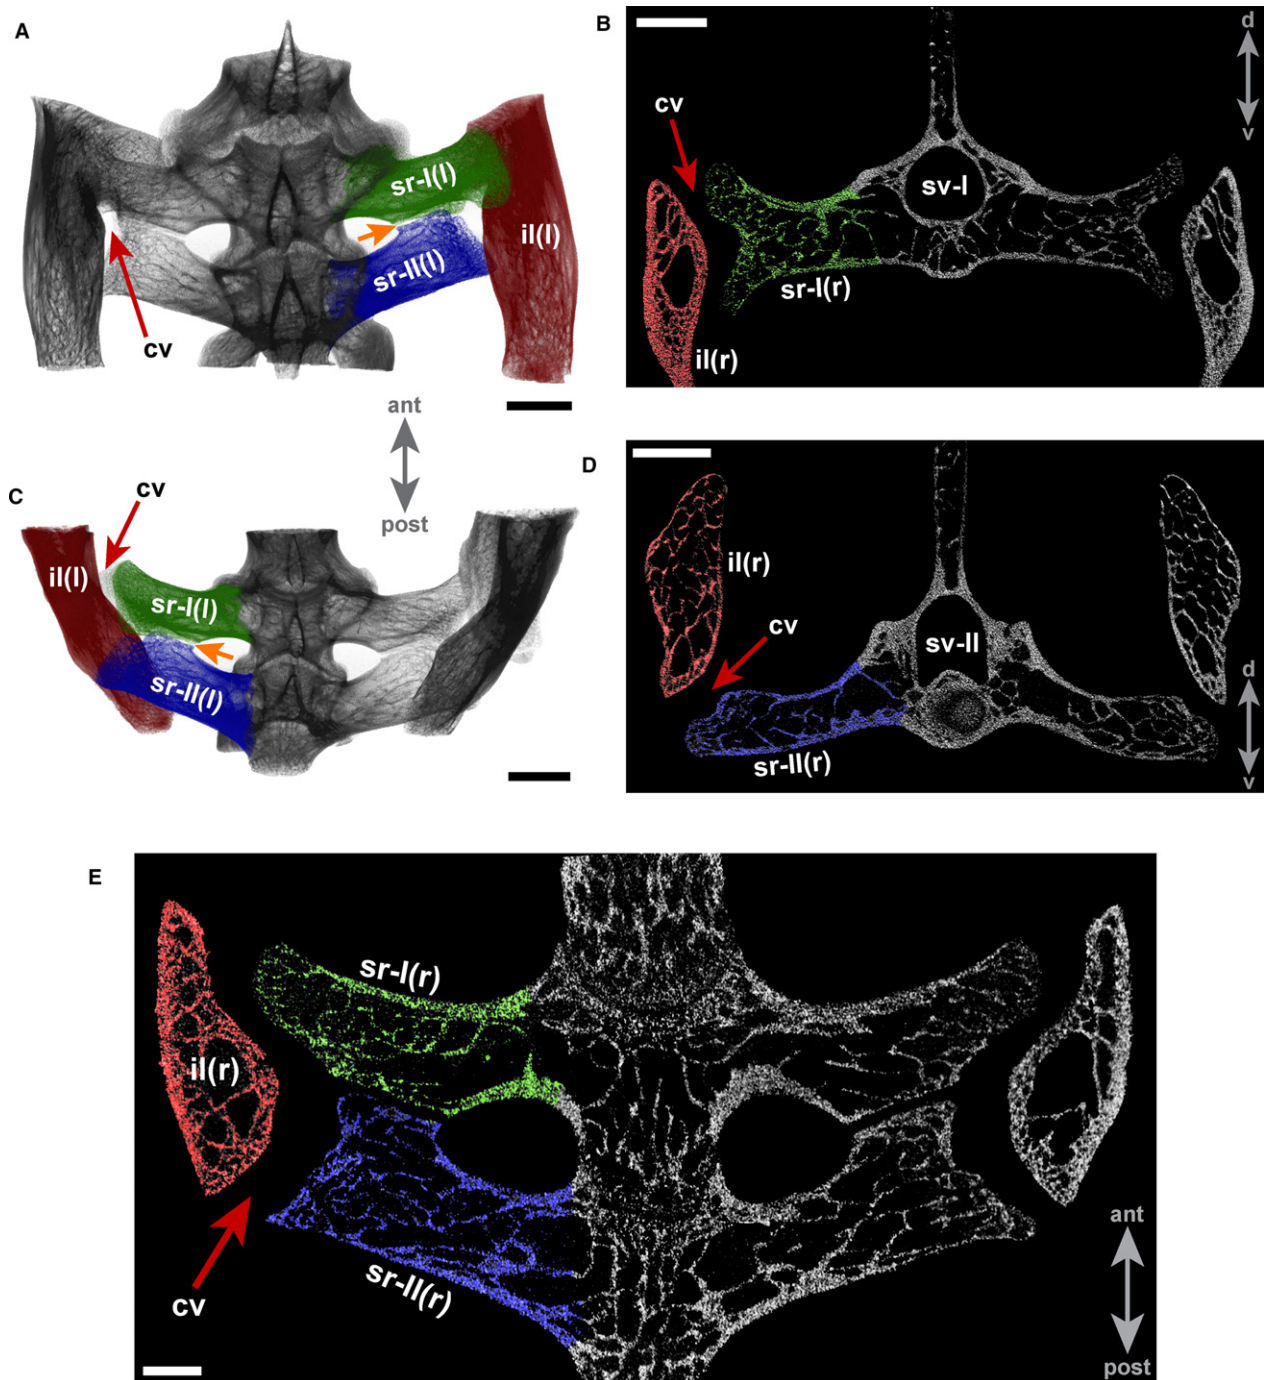 A
sr-I(l)
sr-II(l)
il(l)
cv
B
d
v
cv
sv-I
sr-I(r)
il(r)
ant
post
C
cv
il(l)
sr-I(l)
sr-II(l)
D
il(r)
cv
sv-II
sr-II(r)
d
v
E
sr-I(r)
il(r)
sr-II(r)
cv
ant
post